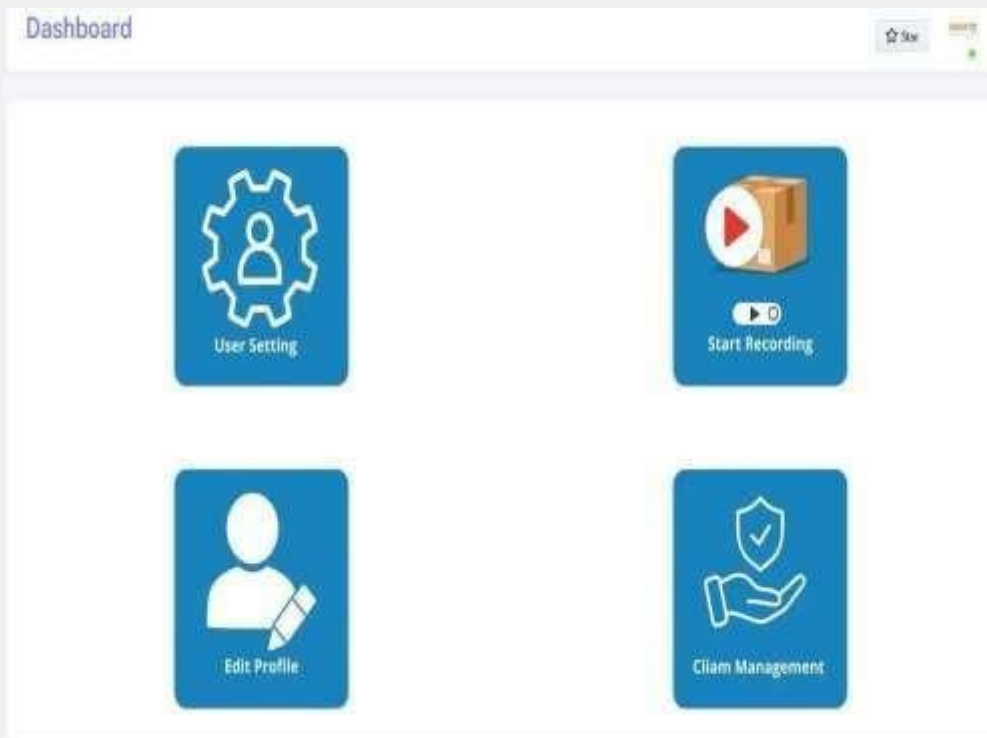 Dashboard
Star
User Setting
Start Recording
Edit Profile
Cliam Management